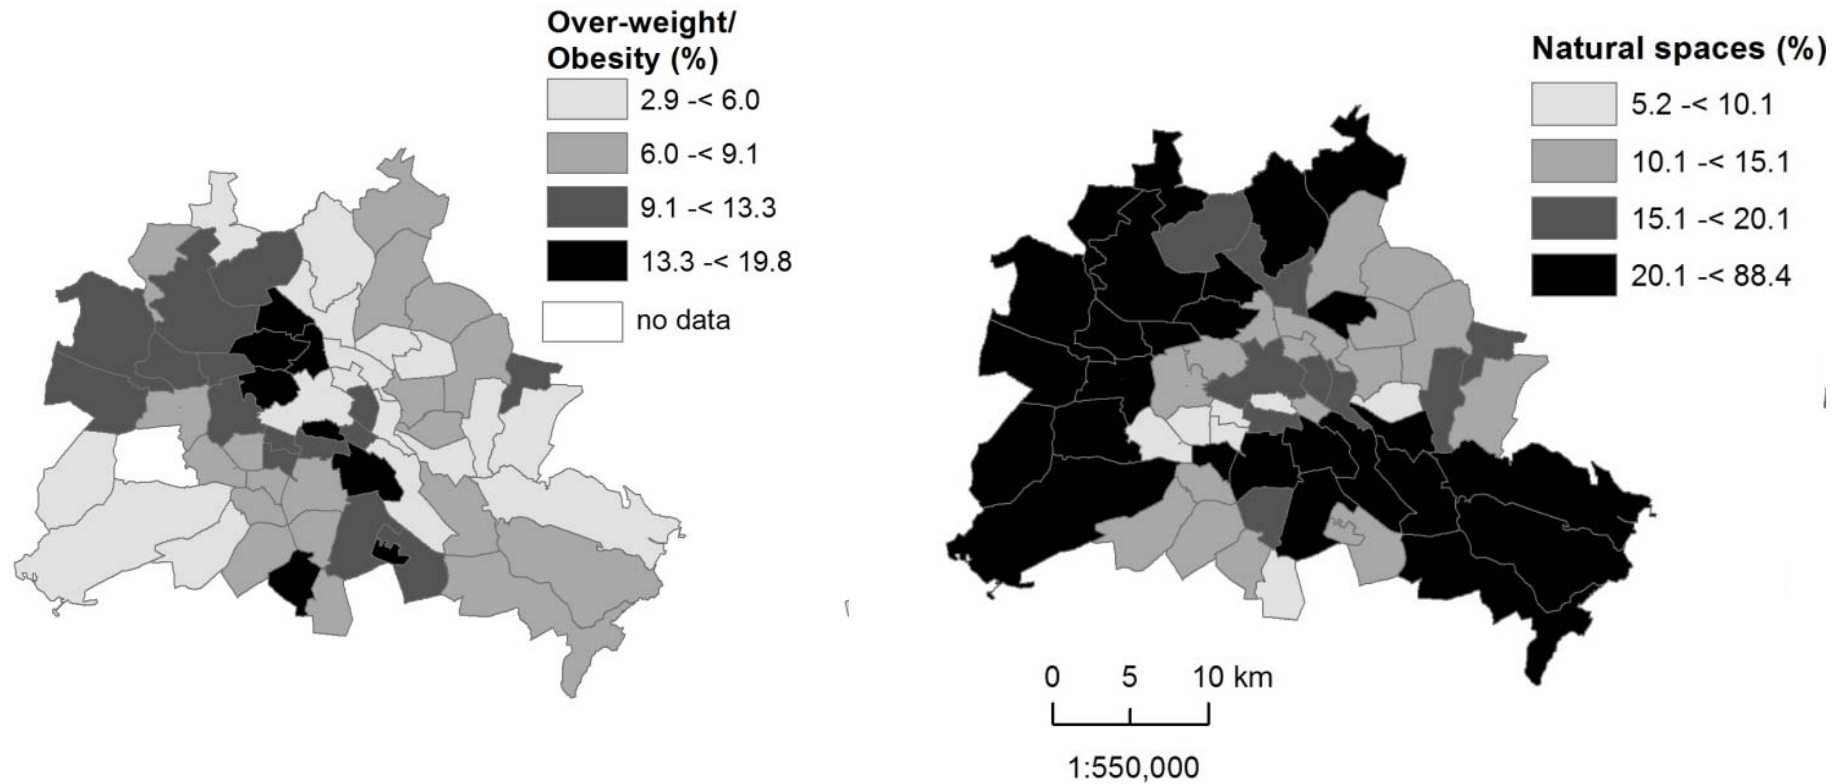 Over-weight/
Obesity (%)
2.9 -< 6.0
6.0 -< 9.1
9.1 -< 13.3
13.3 -< 19.8
no data
Natural spaces (%)
5.2 -< 10.1
10.1 -< 15.1
15.1 -< 20.1
20.1 -< 88.4
0 5 10 km
1:550,000